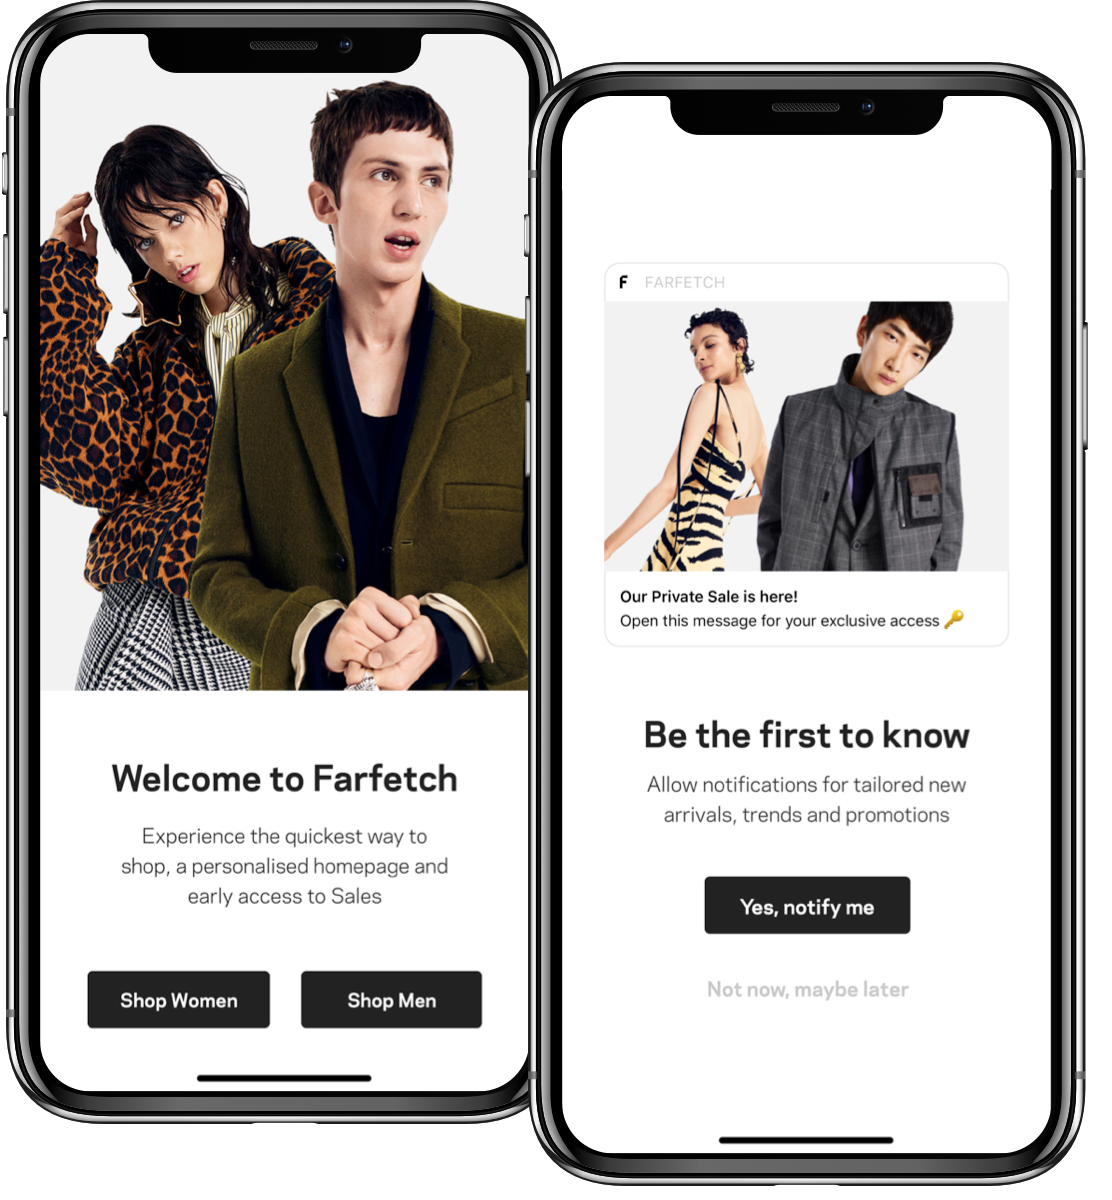 Welcome to Farfetch
Experience the quickest way to
shop, a personalised homepage and
early access to Sales
Shop Women
Shop Men
F FARFETCH
Our Private Sale is here!
Open this message for your exclusive access 🔑
Be the first to know
Allow notifications for tailored new
arrivals, trends and promotions
Yes, notify me
Not now, maybe later